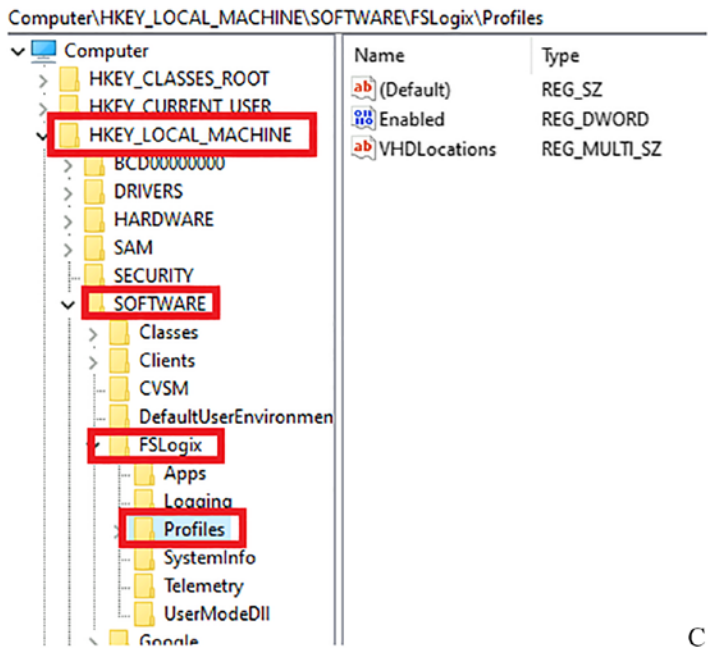 Computer\HKEY_LOCAL_MACHINE\SOFTWARE\FSLogix\Profiles
Computer
HKEY_CLASSES_ROOT
HKEY_CURRENT_USER
HKEY_LOCAL_MACHINE
BCD00000000
DRIVERS
HARDWARE
SAM
SECURITY
SOFTWARE
Classes
Clients
CVSM
DefaultUserEnvironmen
FSLogix
Apps
Logging
Profiles
SystemInfo
Telemetry
UserModeDll
Google
Name Type
(Default) REG_SZ
Enabled REG_DWORD
VHDLocations REG_MULTI_SZ
C